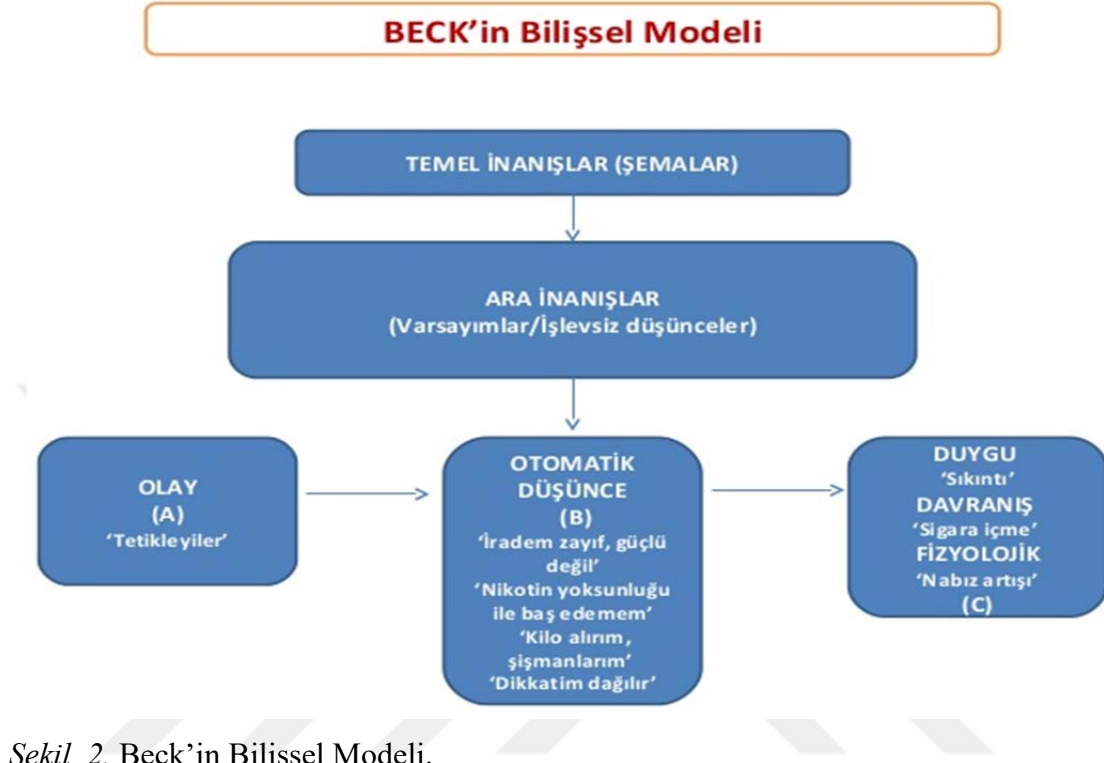 BECK’in Bilişsel Modeli
TEMEL İNANIŞLAR (ŞEMALAR)
ARA İNANIŞLAR
(Varsayımlar/İşlevsiz düşünceler)
OLAY
(A)
‘Tetikleyiler’
OTOMATİK
DÜŞÜNCE
(B)
‘İradem zayıf, güçlü
değil’
‘Nikotin yoksunluğu
ile baş edemem’
‘Kilo alırım,
şişmanlarım’
‘Dikkatim dağılır’
DUYGU
‘Sıkıntı’
DAVRANIŞ
‘Sigara içme’
FİZYOLOJİK
‘Nabız artışı’
(C)
Şekil 2. Beck’in Bilişsel Modeli.